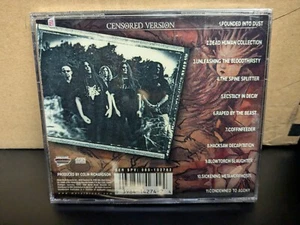 CENSORED VERSION
1.POUNDED INTO DUST
2.DEAD HUMAN COLLECTION
3.UNLEASHING THE BLOODTHIRSTY
4.THE SPINE SPLITTER
5.ECSTACY IN DECAY
6.RAPED BY THE BEAST
7.COFFINFEEDER
8.HACKSAW DECAPITATION
9.BLOWTORCH SLAUGHTER
10.SICKENING METAMORPHOSIS
11.CONDEMNED TO AGONY
PRODUCED BY COLIN RICHARDSON